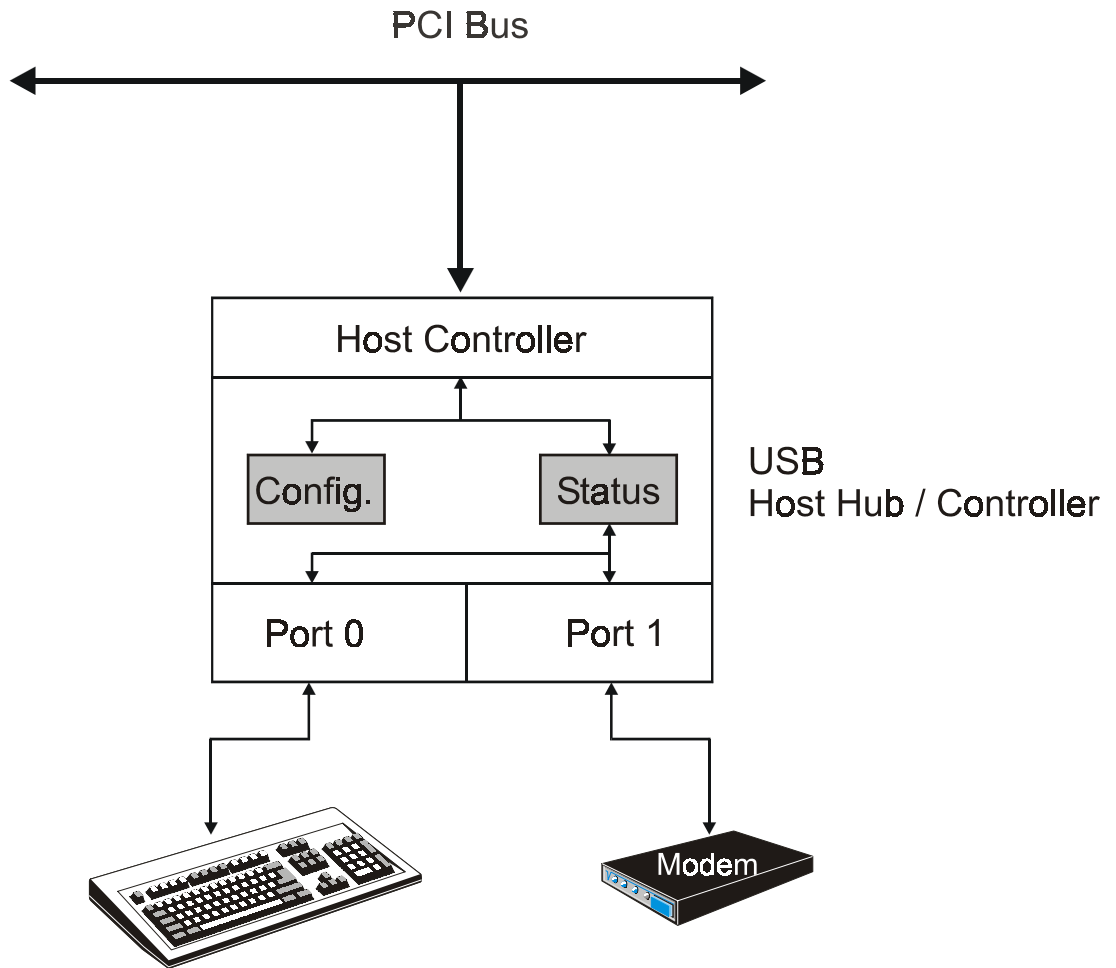 PCI Bus
Host Controller
Config.
Status
USB
Host Hub / Controller
Port 0
Port 1
Modem